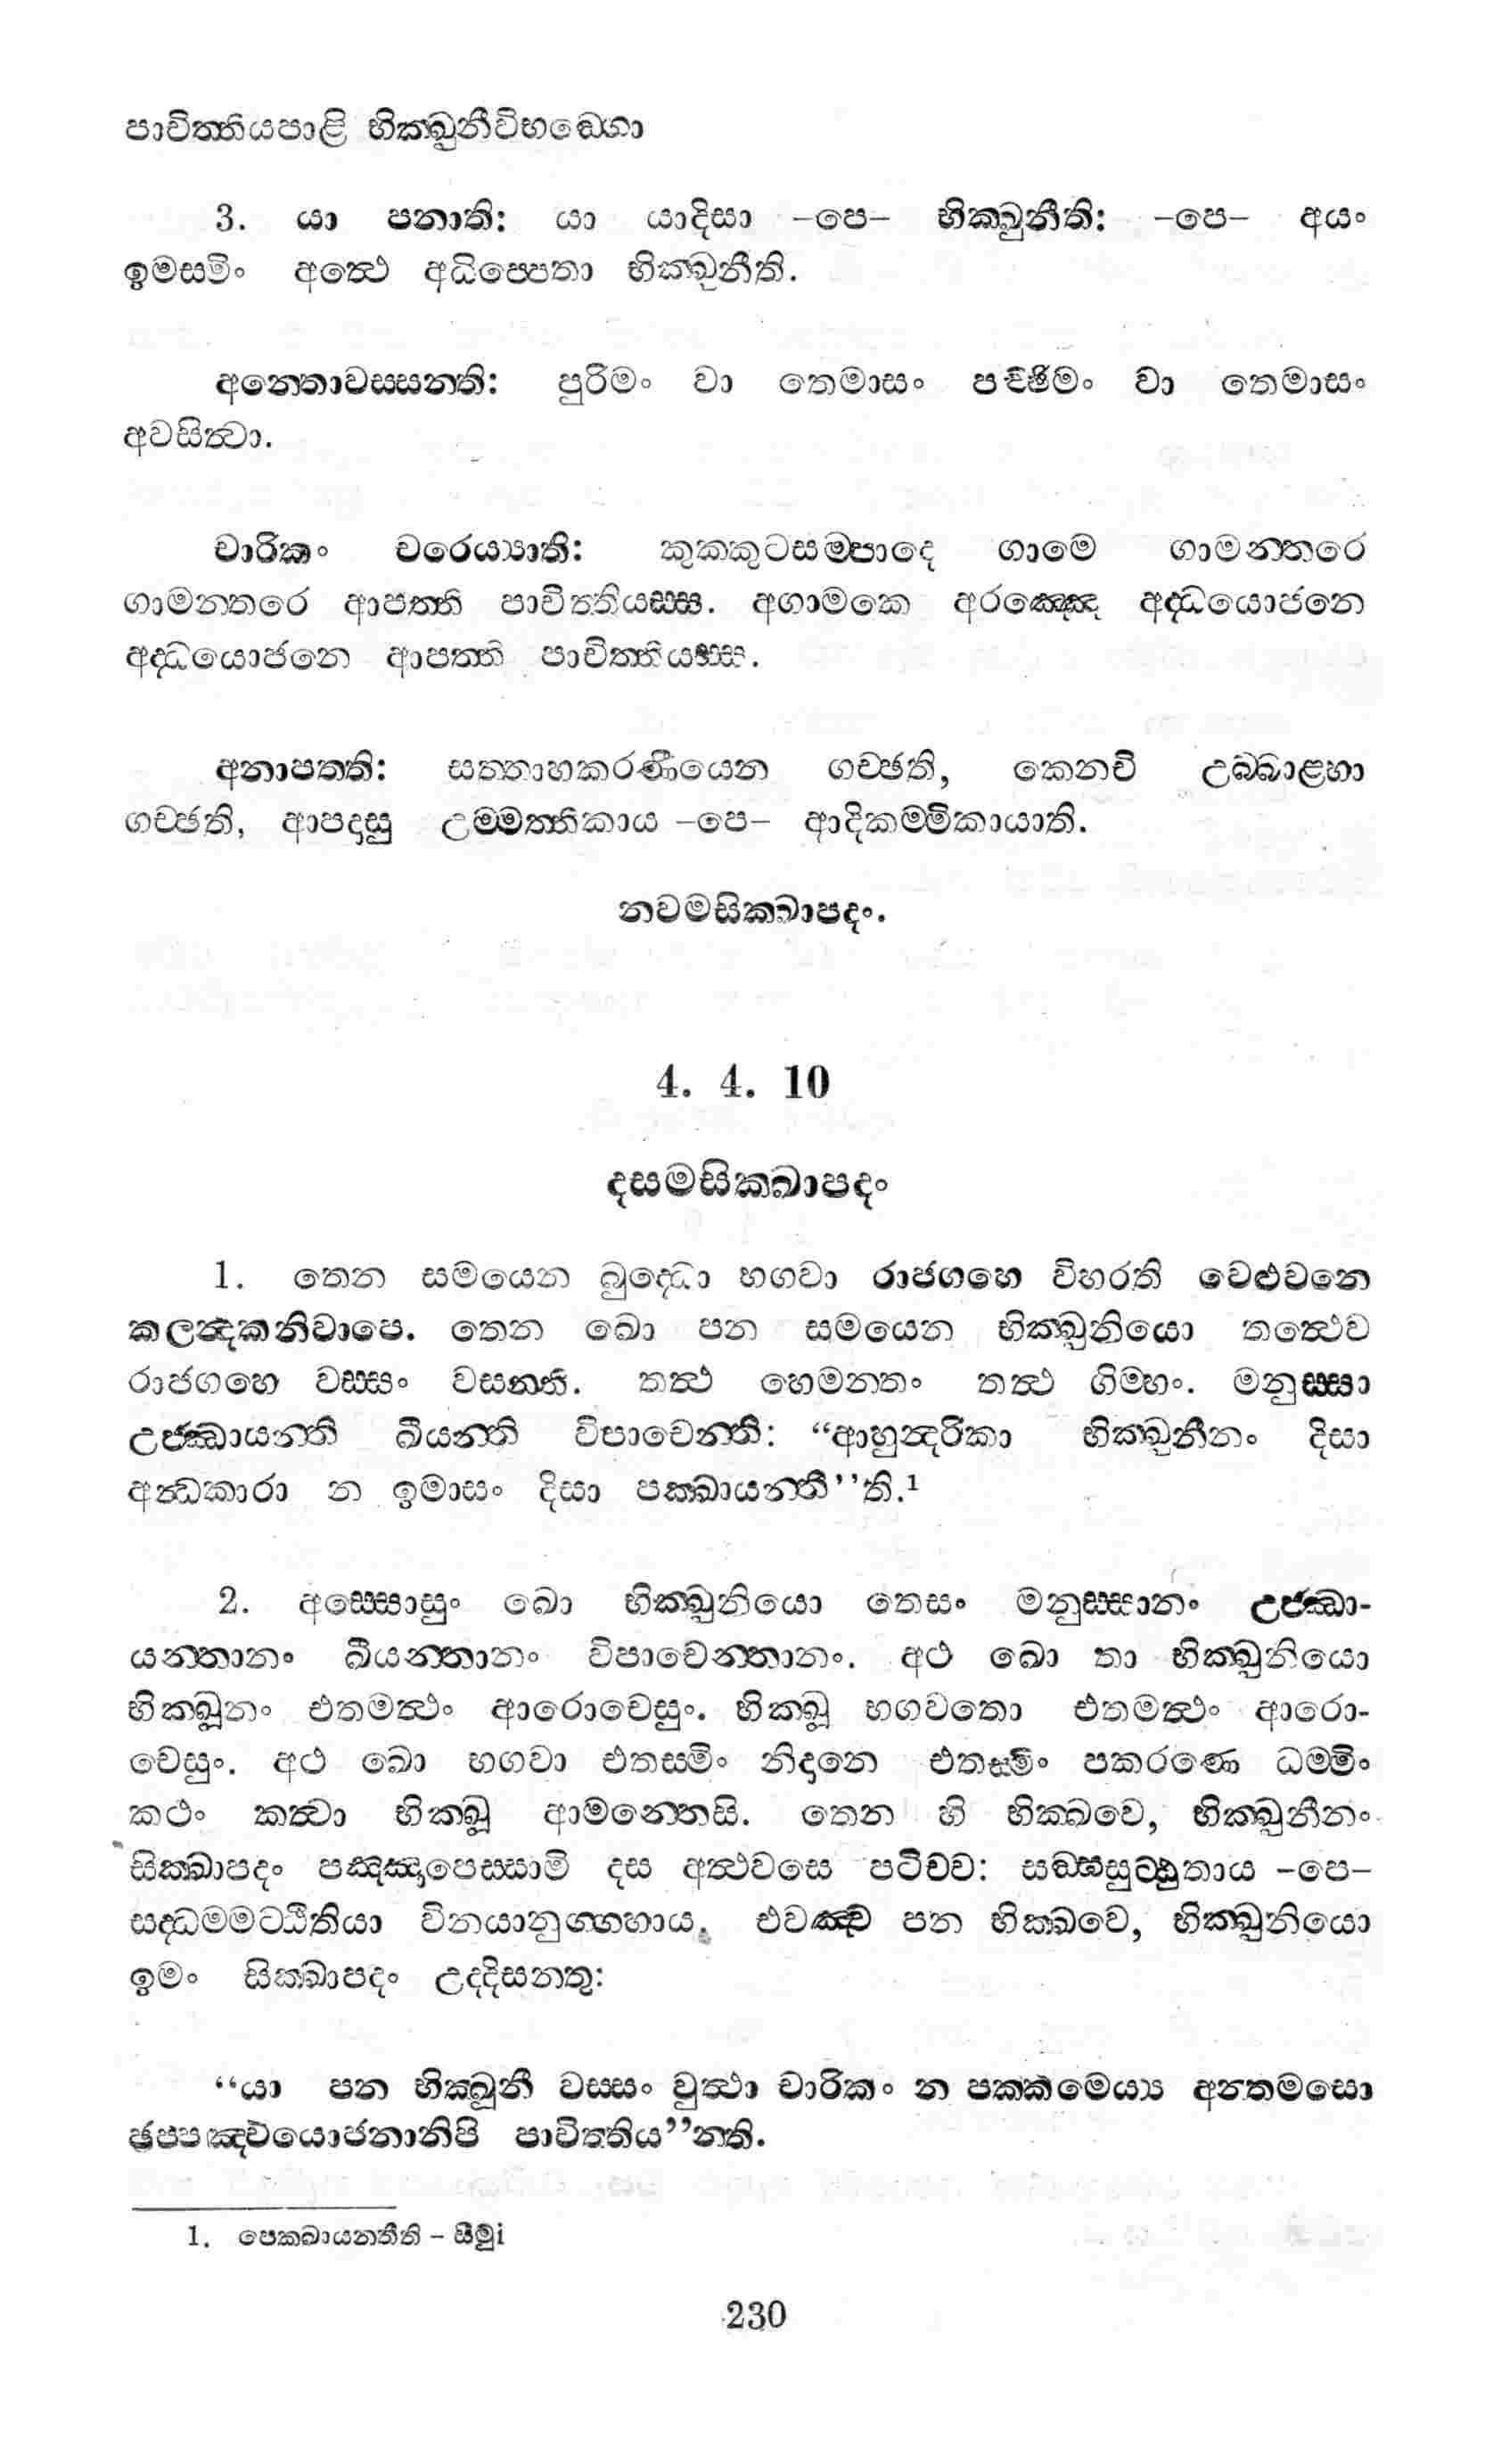 පාචිත්තියපාළි භික්ඛුනීවිභඞ්ගො
3. යා පනාති: යා යාදිසා –පෙ– භික්ඛුනීති: –පෙ– අයං
ඉමස්මිං අත්ථෙ අධිප්පෙතා භික්ඛුනීති.
අන්තොවස්සන්ති: පුරිමං වා තෙමාසං පච්ඡිමං වා තෙමාසං
අවසිත්වා.
චාරිකං චරෙය්‍යාති: කුක්කුටසම්පාදෙ ගාමෙ ගාමන්තරෙ
ගාමන්තරෙ ආපත්ති පාචිත්තියස්ස. අගාමකෙ අරඤ්ඤෙ අද්ධයොජනෙ
අද්ධයොජනෙ ආපත්ති පාචිත්තියස්ස.
අනාපත්ති: සත්තාහකරණීයෙන ගච්ඡති, කෙනචි උබ්බාළ්හා
ගච්ඡති, ආපදාසු උම්මත්තිකාය –පෙ– ආදිකම්මිකායාති.
නවමසික්ඛාපදං.
4. 4. 10
දසමසික්ඛාපදං
1. තෙන සමයෙන බුද්ධො භගවා රාජගහෙ විහරති වෙළුවනෙ
කලන්දකනිවාපෙ. තෙන ඛො පන සමයෙන භික්ඛුනියො තත්ථෙව
රාජගහෙ වස්සං වසන්ති. තත්ථ හෙමන්තං තත්ථ ගිම්හං. මනුස්සා
උජ්ඣායන්ති ඛීයන්ති විපාචෙන්ති: “ආහුන්දරිකා භික්ඛුනීනං දිසා
අන්ධකාරා න ඉමාසං දිසා පක්ඛායන්තී”ති.¹
2. අස්සොසුං ඛො භික්ඛුනියො තෙසං මනුස්සානං උජ්ඣා-
යන්තානං ඛීයන්තානං විපාචෙන්තානං. අථ ඛො තා භික්ඛුනියො
භික්ඛූනං එතමත්ථං ආරොචෙසුං. භික්ඛූ භගවතො එතමත්ථං ආරො-
චෙසුං. අථ ඛො භගවා එතස්මිං නිදානෙ එතස්මිං පකරණෙ ධම්මිං
කථං කත්වා භික්ඛූ ආමන්තෙසි. තෙන හි භික්ඛවෙ, භික්ඛුනීනං
සික්ඛාපදං පඤ්ඤාපෙස්සාමි දස අත්ථවසෙ පටිච්ච: සඞ්ඝසුට්ඨුතාය –පෙ–
සද්ධම්මට්ඨිතියා විනයානුග්ගහාය, එවඤ්ච පන භික්ඛවෙ, භික්ඛුනියො
ඉමං සික්ඛාපදං උද්දිසන්තු:
“යා පන භික්ඛුනී වස්සං වුත්ථා චාරිකං න පක්කමෙය්‍ය අන්තමසො
ඡප්පඤ්චයොජනානිපි පාචිත්තිය”න්ති.
1. පෙක්ඛායන්තීති – සීමුi
230